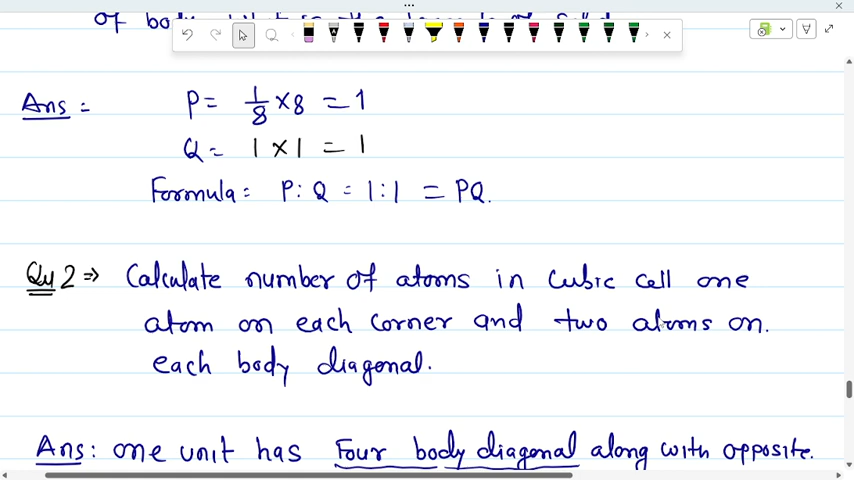 of body
Ans = P = 1/8 × 8 = 1
Q = 1 × 1 = 1
Formula = P : Q = 1 : 1 = PQ.
Qu 2 ⇒ Calculate number of atoms in Cubic cell one
atom on each corner and two atoms on.
each body diagonal.
Ans : one unit has Four body diagonal along with opposite.